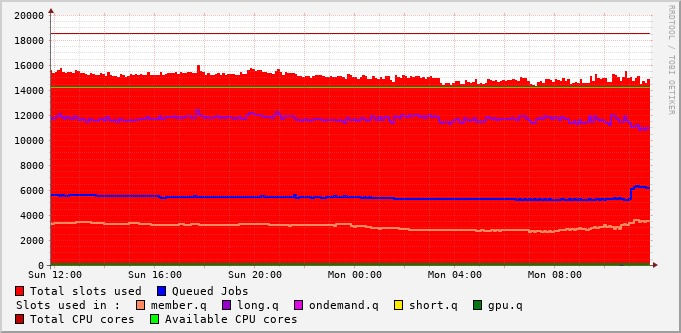 20000
18000
16000
14000
12000
10000
8000
6000
4000
2000
0
Sun 12:00 Sun 16:00 Sun 20:00 Mon 00:00 Mon 04:00 Mon 08:00
Total slots used Queued Jobs
Slots used in : member.q long.q ondemand.q short.q gpu.q
Total CPU cores Available CPU cores
RRDTOOL / TOBI OETIKER